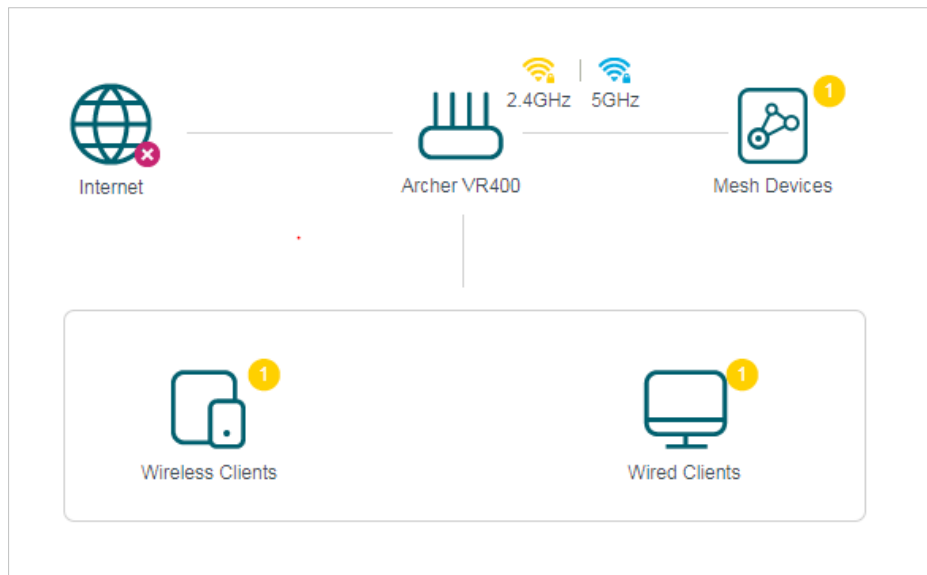 2.4GHz | 5GHz
1
Internet
Archer VR400
Mesh Devices
1
1
Wireless Clients
Wired Clients